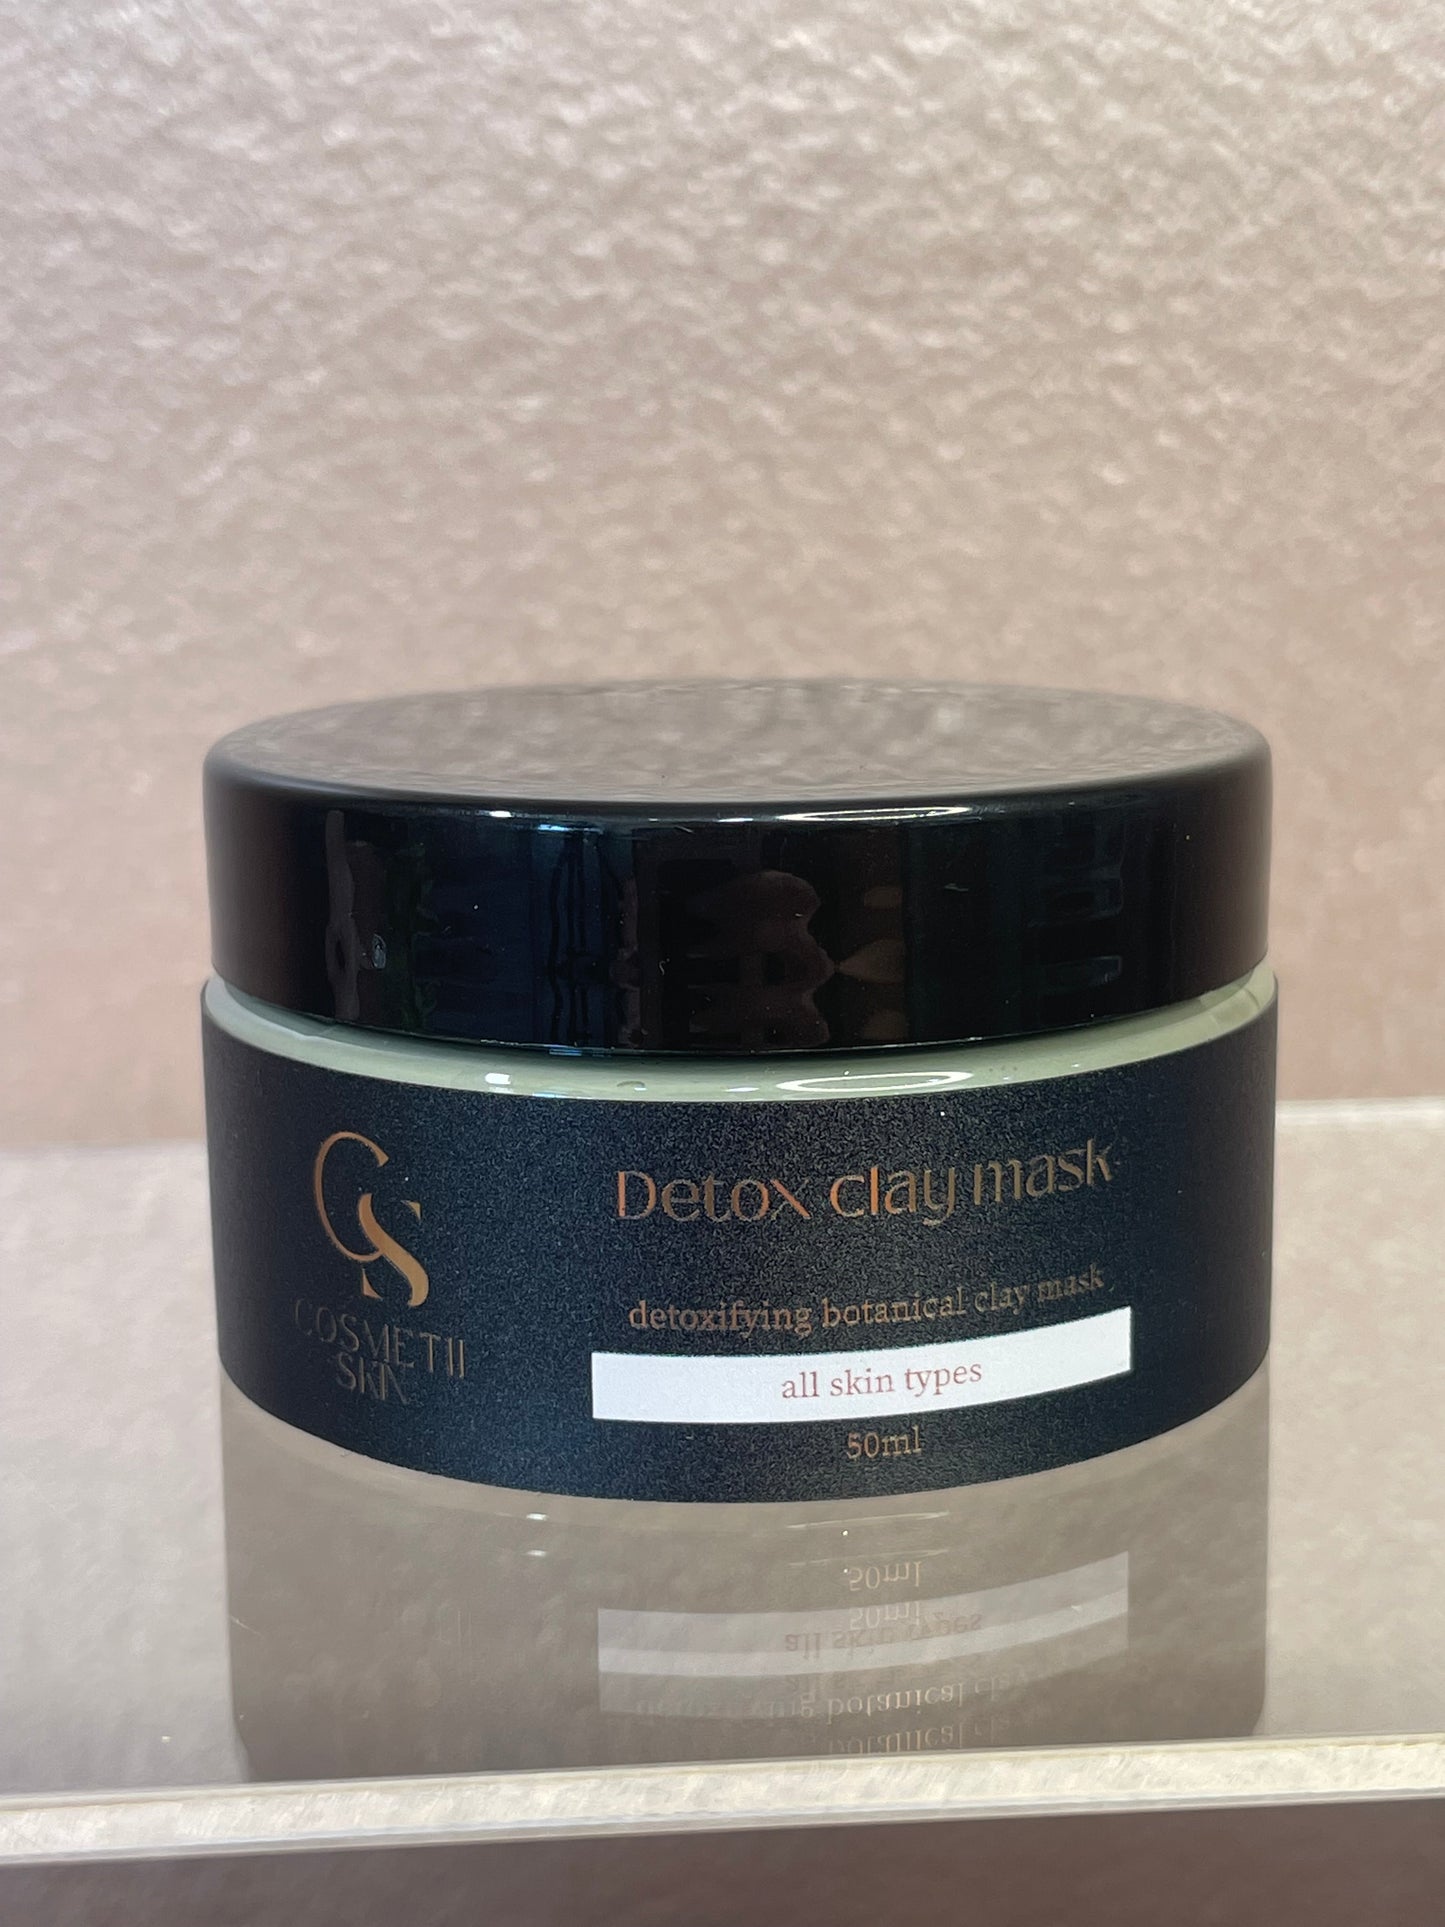 CS
COSMETII
SKIN
Detox clay mask
detoxifying botanical clay mask
all skin types
50ml